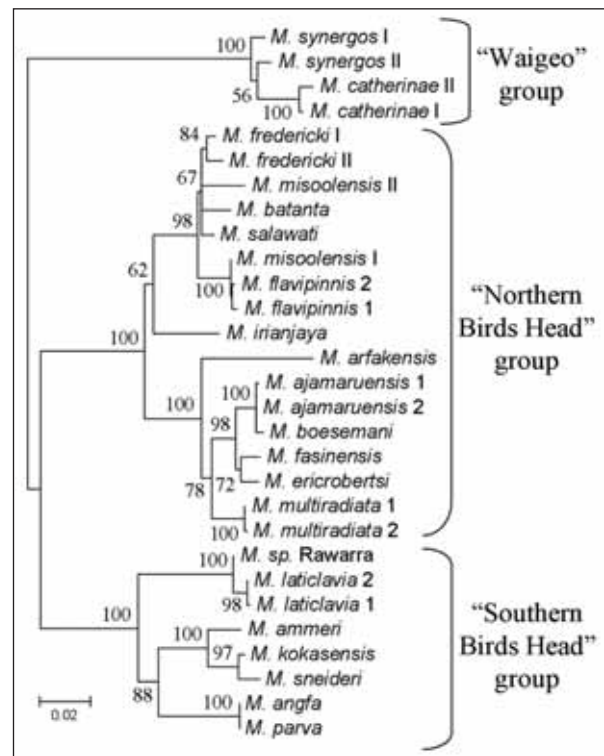 100
M. synergos I
M. synergos II
56
M. catherinae II
100
M. catherinae I
"Waigeo"
group
84
M. fredericki I
M. fredericki II
67
M. misoolensis II
M. batanta
98
M. salawati
M. misoolensis I
62
100
M. flavipinnis 2
M. flavipinnis 1
100
M. irianjaya
M. arfakensis
100
100
M. ajamaruensis 1
M. ajamaruensis 2
98
M. boesemani
M. fasinensis
78
72
M. ericrobertsi
M. multiradiata 1
100
M. multiradiata 2
"Northern
Birds Head"
group
100
M. sp. Rawarra
M. laticlavia 2
98
M. laticlavia 1
100
100
M. ammeri
97
M. kokasensis
M. sneideri
88
100
M. angfa
M. parva
"Southern
Birds Head"
group
0.02